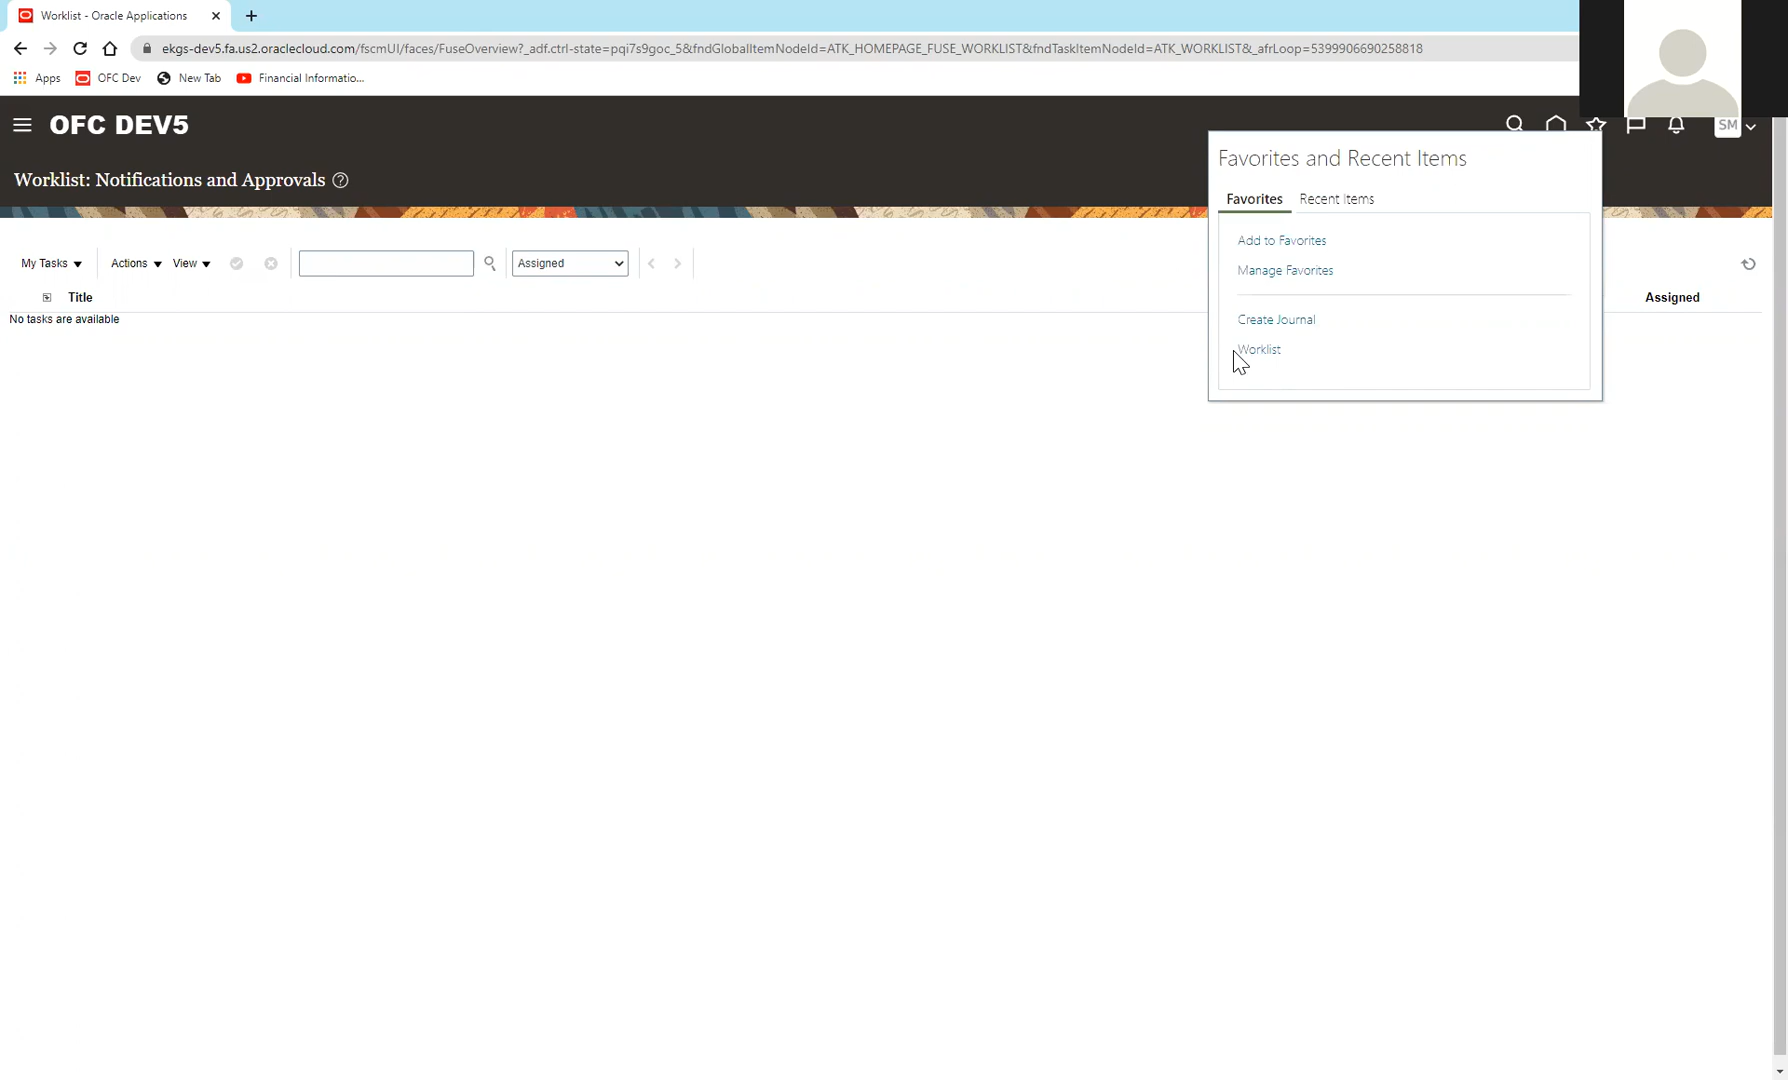 Worklist - Oracle Applications
ekgs-dev5.fa.us2.oraclecloud.com/fscmUI/faces/FuseOverview?_adf.ctrl-state=pqi7s9goc_5&fndGlobalItemNodeId=ATK_HOMEPAGE_FUSE_WORKLIST&fndTaskItemNodeId=ATK_WORKLIST&_afrLoop=5399906690258818
Apps OFC Dev New Tab Financial Informatio...
OFC DEV5
SM
Worklist: Notifications and Approvals
Favorites and Recent Items
Favorites Recent Items
Add to Favorites
Manage Favorites
Create Journal
Worklist
My Tasks Actions View Assigned
Title Assigned
No tasks are available